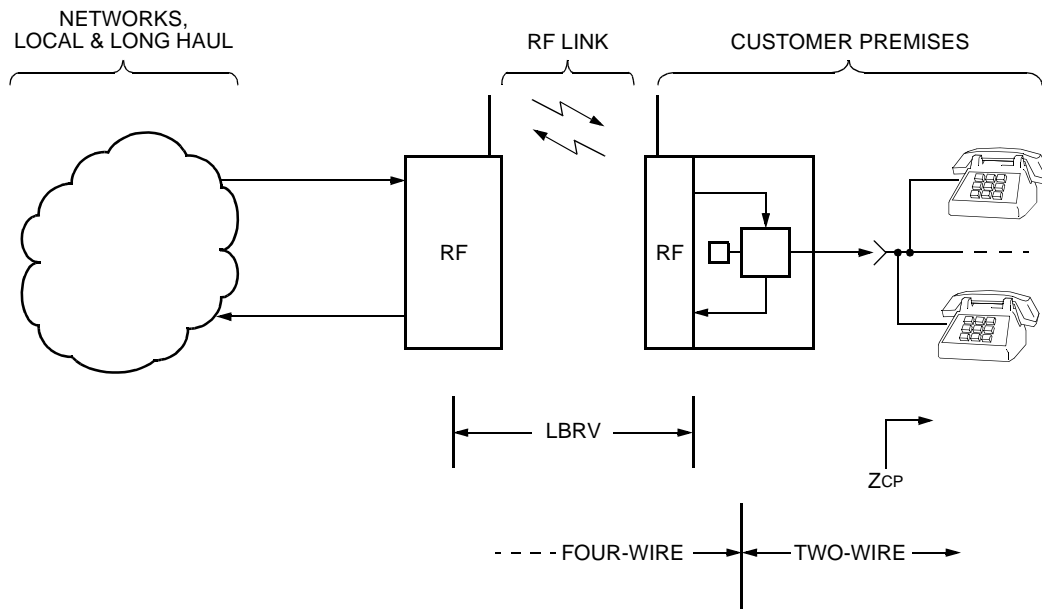 NETWORKS,
LOCAL & LONG HAUL
RF LINK
CUSTOMER PREMISES
RF
RF
LBRV
ZCP
FOUR-WIRE
TWO-WIRE